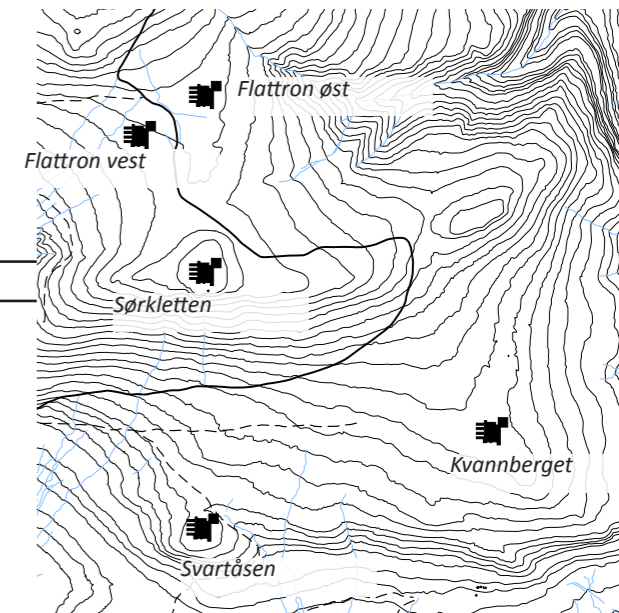 Flattron øst
Flattron vest
Sørkletten
Kvannberget
Svartåsen